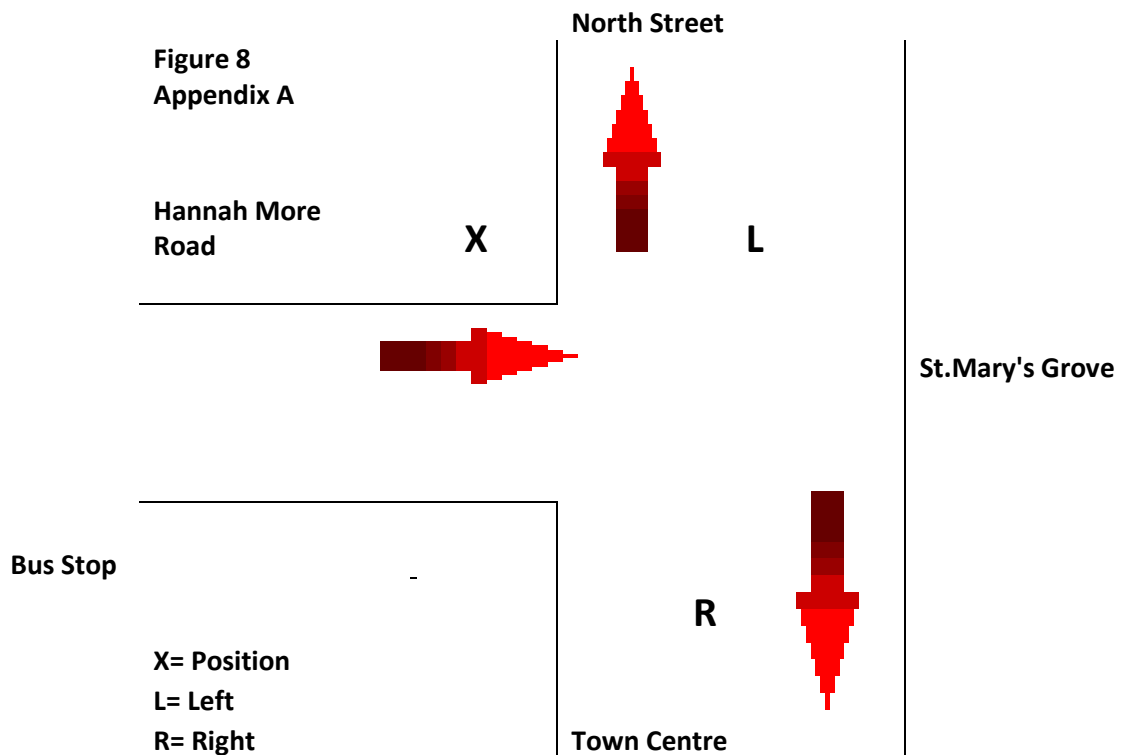 North Street
Figure 8
Appendix A
Hannah More
Road
X
L
St.Mary's Grove
Bus Stop
R
X= Position
L= Left
R= Right
Town Centre